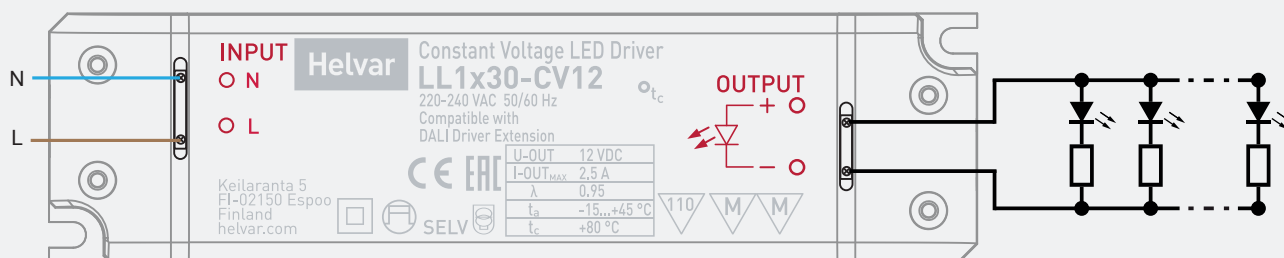 N
L
INPUT
N
L
Helvar
Constant Voltage LED Driver
LL1x30-CV12
220-240 VAC 50/60 Hz
Compatible with
DALI Driver Extension
tc
OUTPUT
+
−
U-OUT 12 VDC
I-OUTMAX 2,5 A
λ 0.95
ta -15...+45 °C
tc +80 °C
Keilaranta 5
FI-02150 Espoo
Finland
helvar.com
CE EAC
SELV
110 M M